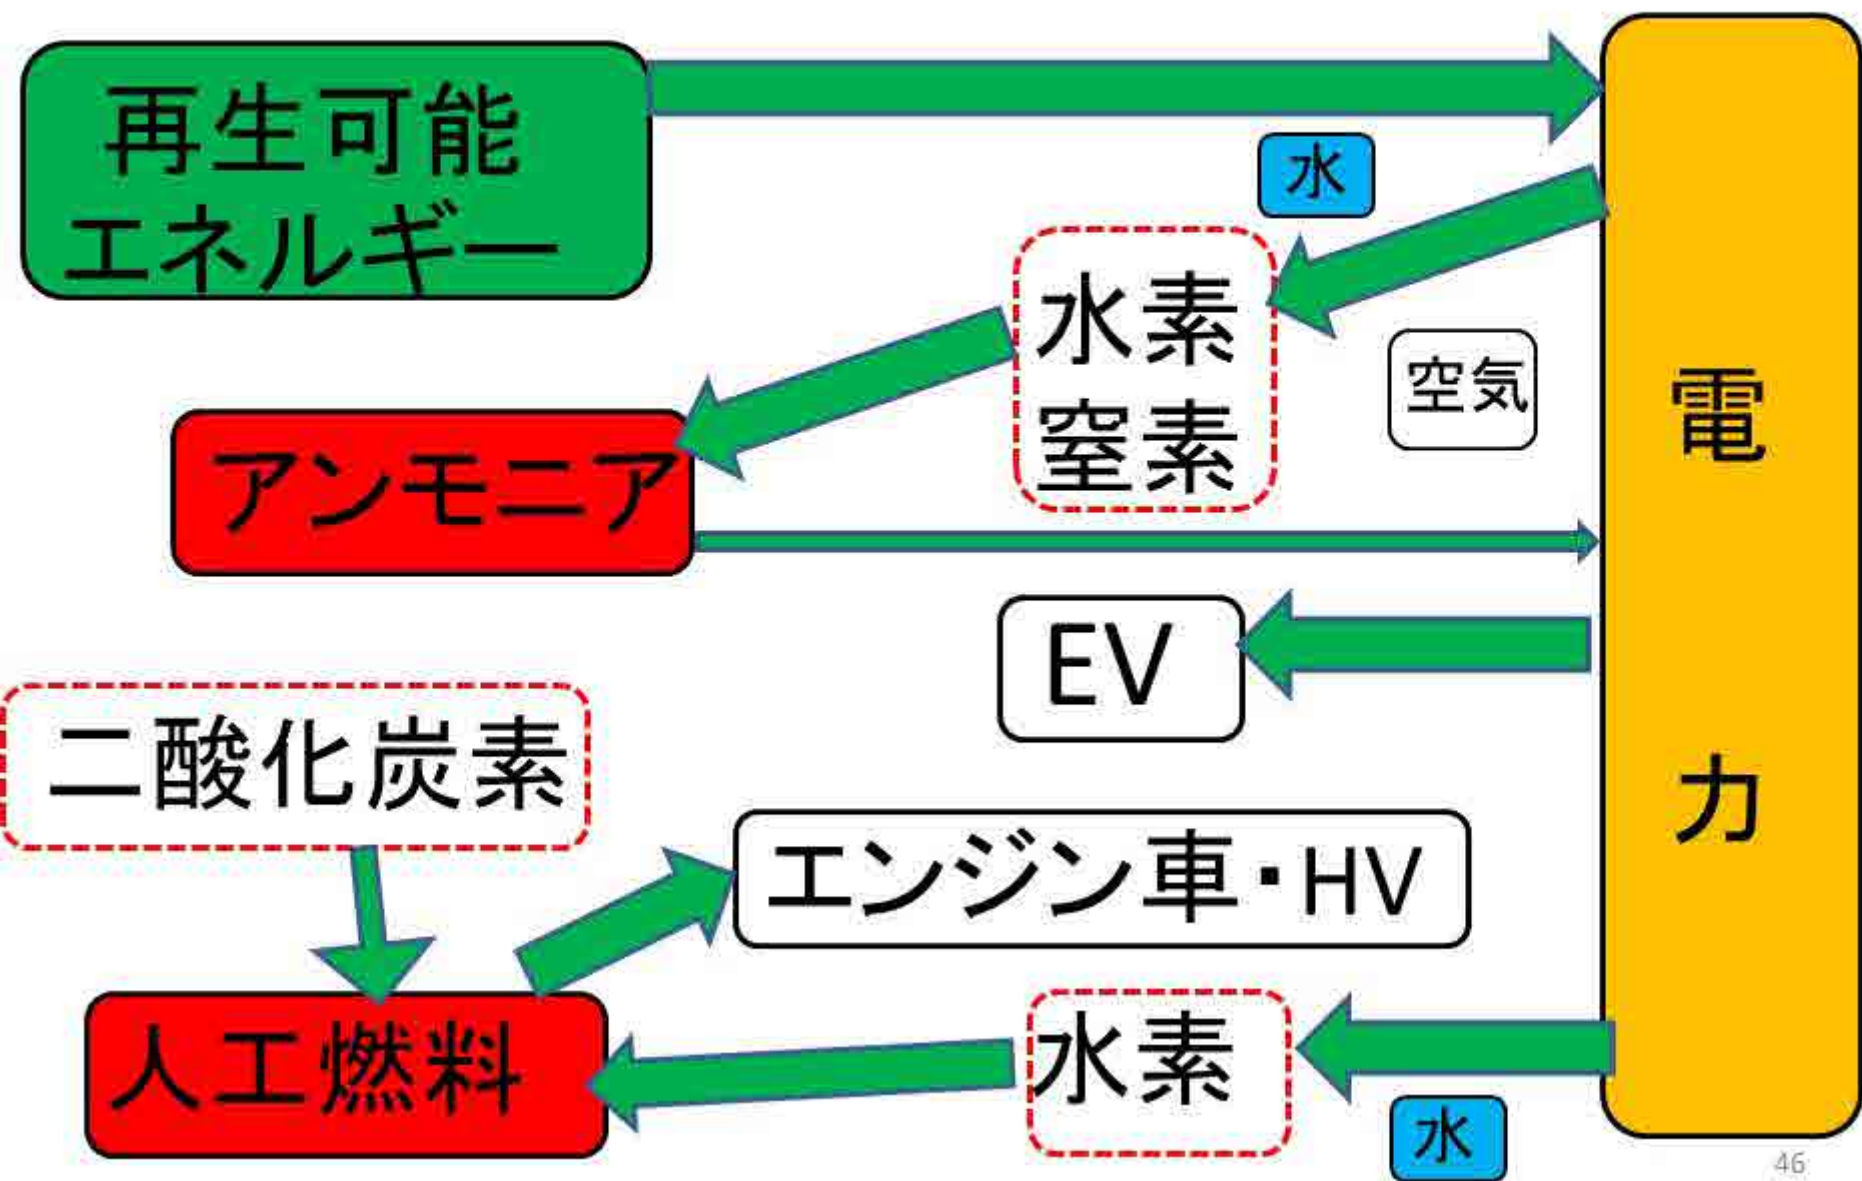 再生可能
エネルギー
水
水素
窒素
空気
アンモニア
電
力
EV
二酸化炭素
エンジン車・HV
人工燃料
水素
水
46